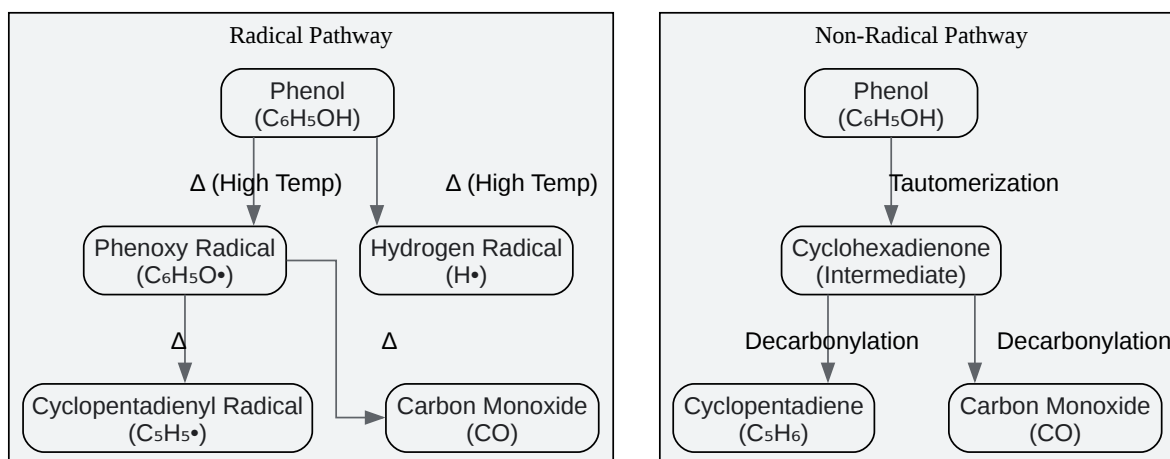 Radical Pathway
Phenol
(C₆H₅OH)
Δ (High Temp)
Δ (High Temp)
Phenoxy Radical
(C₆H₅O•)
Hydrogen Radical
(H•)
Δ
Δ
Cyclopentadienyl Radical
(C₅H₅•)
Carbon Monoxide
(CO)
Non-Radical Pathway
Phenol
(C₆H₅OH)
Tautomerization
Cyclohexadienone
(Intermediate)
Decarbonylation
Decarbonylation
Cyclopentadiene
(C₅H₆)
Carbon Monoxide
(CO)